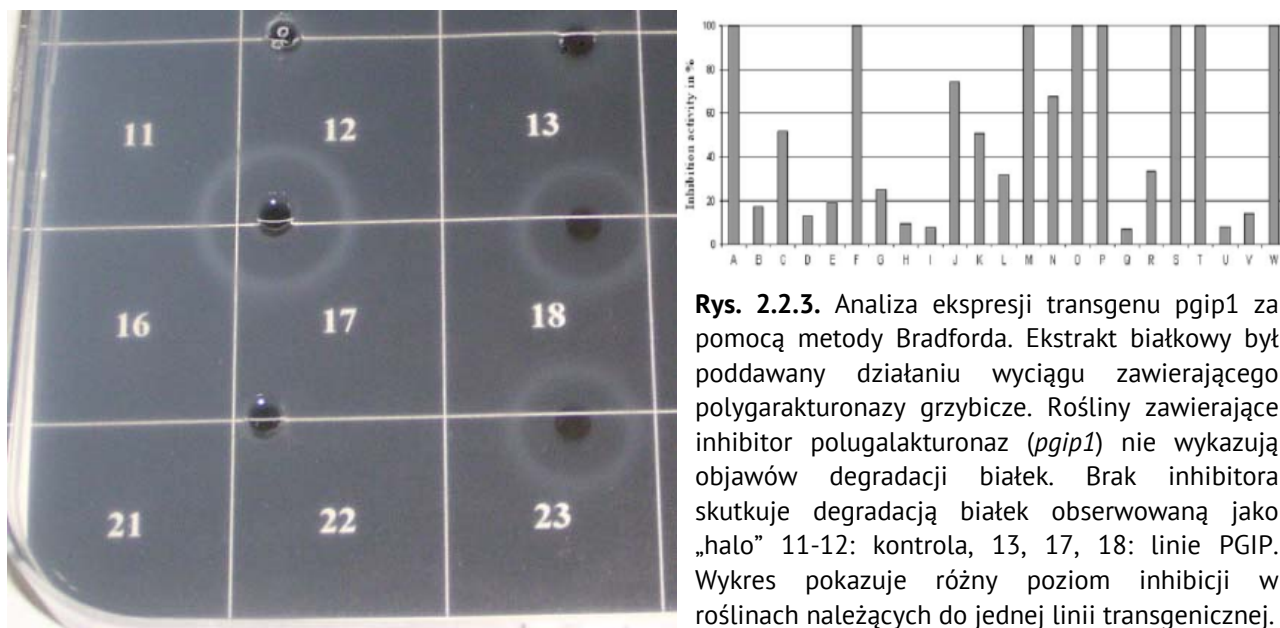 11 12 13
16 17 18
21 22 23
Inhibition activity in %
100
80
60
40
20
0
A B C D E F G H I J K L M N O P Q R S T U V W
Rys. 2.2.3. Analiza ekspresji transgenu pgip1 za
pomocą metody Bradforda. Ekstrakt białkowy był
poddawany działaniu wyciągu zawierającego
polygarakturonazy grzybicze. Rośliny zawierające
inhibitor polugalakturonaz (pgip1) nie wykazują
objawów degradacji białek. Brak inhibitora
skutkuje degradacją białek obserwowaną jako
„halo” 11-12: kontrola, 13, 17, 18: linie PGIP.
Wykres pokazuje różny poziom inhibicji w
roślinach należących do jednej linii transgenicznej.